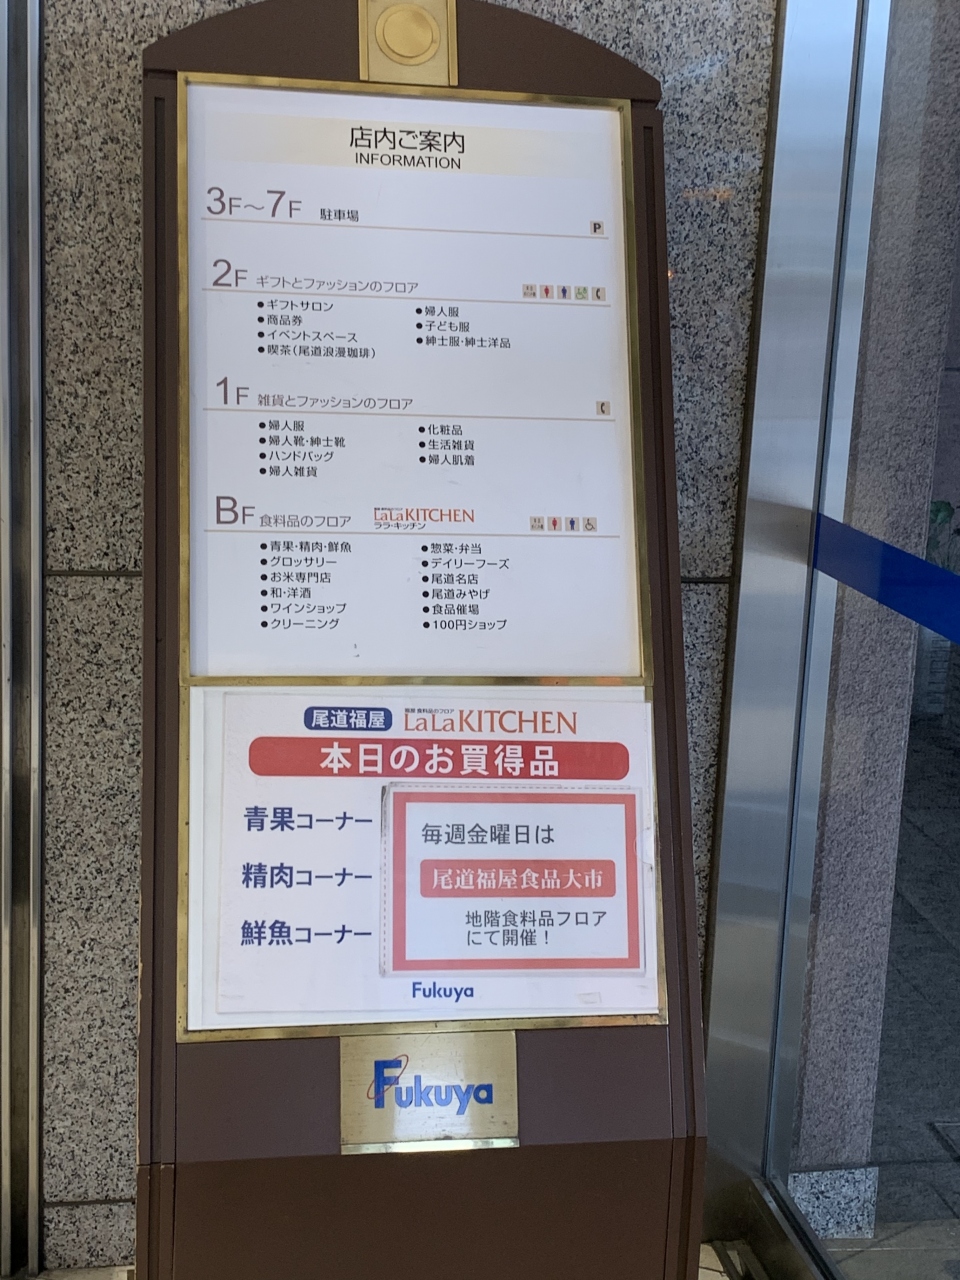 店内ご案内
INFORMATION
3F～7F 駐車場
P
2F ギフトとファッションのフロア
●ギフトサロン
●商品券
●イベントスペース
●喫茶（尾道浪漫珈琲）
●婦人服
●子ども服
●紳士服・紳士洋品
1F 雑貨とファッションのフロア
●婦人服
●婦人靴・紳士靴
●ハンドバッグ
●婦人雑貨
●化粧品
●生活雑貨
●婦人肌着
BF 食料品のフロア LaLaKITCHEN
ララ・キッチン
●青果・精肉・鮮魚
●グロッサリー
●お米専門店
●和・洋酒
●ワインショップ
●クリーニング
●惣菜・弁当
●デイリーフーズ
●尾道名店
●尾道みやげ
●食品催場
●100円ショップ
尾道福屋 LaLaKITCHEN
本日のお買得品
青果コーナー
精肉コーナー
鮮魚コーナー
毎週金曜日は
尾道福屋食品大市
地階食料品フロア
にて開催！
Fukuya
Fukuya